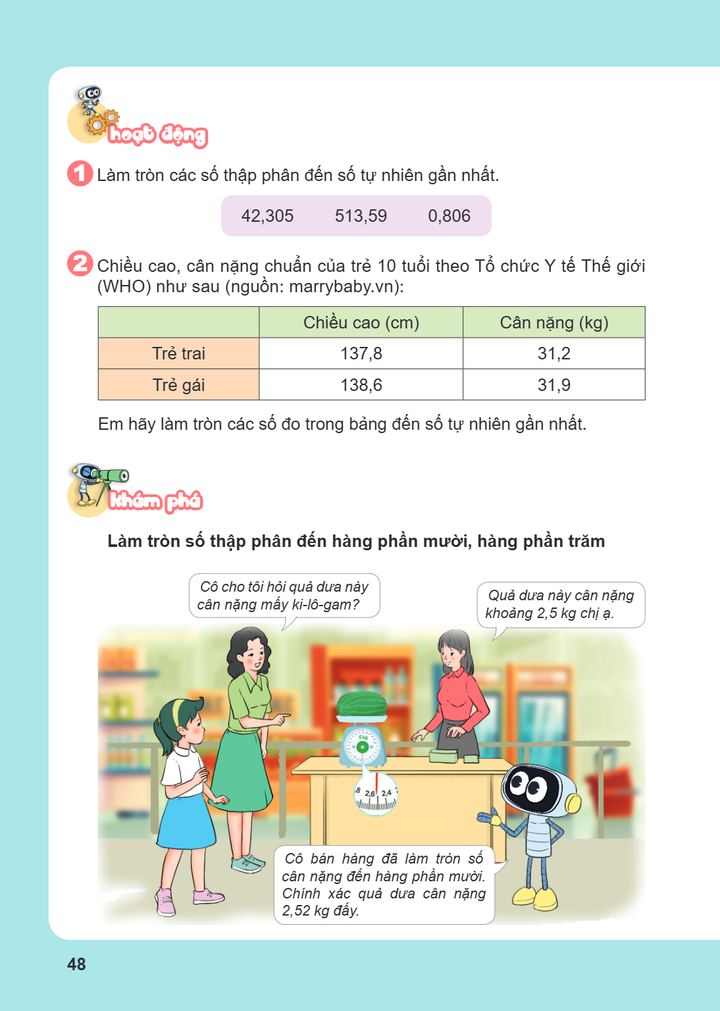 hoạt động
1 Làm tròn các số thập phân đến số tự nhiên gần nhất.
42,305 513,59 0,806
2 Chiều cao, cân nặng chuẩn của trẻ 10 tuổi theo Tổ chức Y tế Thế giới
(WHO) như sau (nguồn: marrybaby.vn):
Chiều cao (cm) Cân nặng (kg)
Trẻ trai 137,8 31,2
Trẻ gái 138,6 31,9
Em hãy làm tròn các số đo trong bảng đến số tự nhiên gần nhất.
khám phá
Làm tròn số thập phân đến hàng phần mười, hàng phần trăm
Cô cho tôi hỏi quả dưa này
cân nặng mấy ki-lô-gam?
Quả dưa này cân nặng
khoảng 2,5 kg chị ạ.
2,6 2,4
Cô bán hàng đã làm tròn số
cân nặng đến hàng phần mười.
Chính xác quả dưa cân nặng
2,52 kg đấy.
48